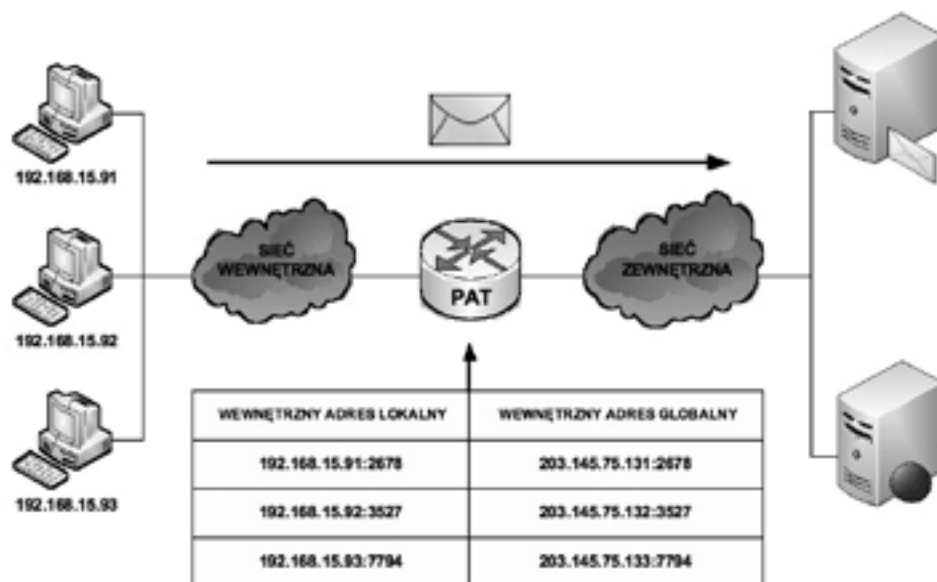 192.168.15.91
192.168.15.92
192.168.15.93
SIEĆ
WEWNĘTRZNA
PAT
SIEĆ
ZEWNĘTRZNA
WEWNĘTRZNY ADRES LOKALNY WEWNĘTRZNY ADRES GLOBALNY
192.168.15.91:2678 203.145.75.131:2678
192.168.15.92:3527 203.145.75.132:3527
192.168.15.93:7794 203.145.75.133:7794